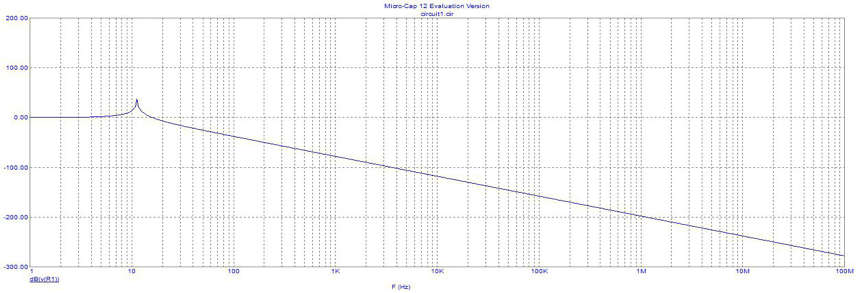 Micro-Cap 12 Evaluation Version
circuit1.cir
200.00
100.00
0.00
-100.00
-200.00
-300.00
1 10 100 1K 10K 100K 1M 10M 100M
dB(v(R1))
F (Hz)